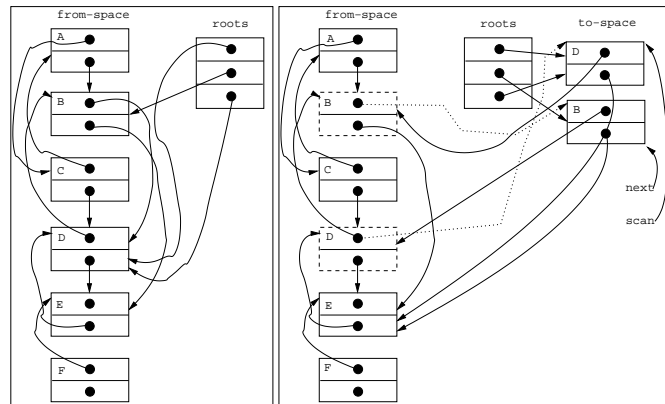 from-space
roots
A
B
C
D
E
F
from-space
roots
to-space
A
D
B
B
C
next
D
scan
E
F